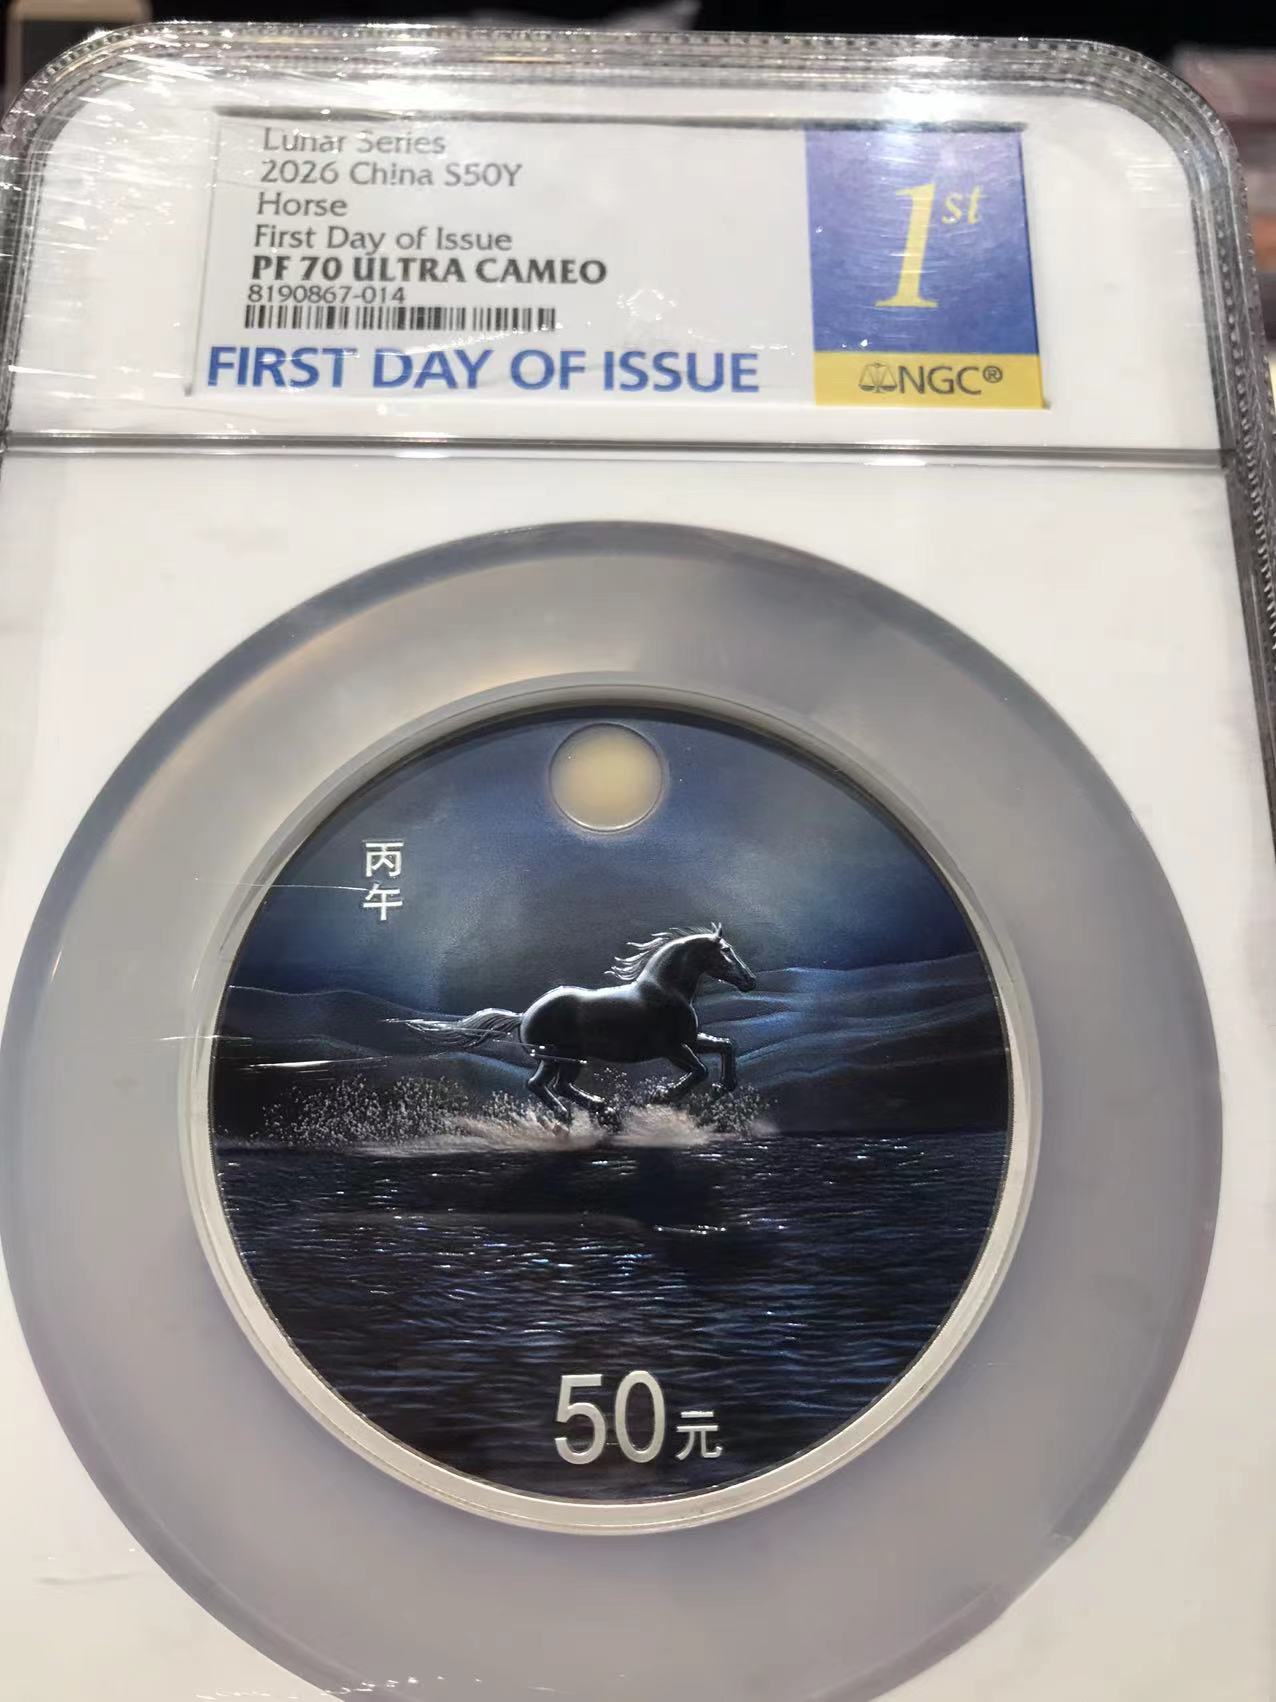 Lunar Series
2026 China S50Y
Horse
First Day of Issue
PF 70 ULTRA CAMEO
8190867-014
FIRST DAY OF ISSUE
1st
NGC®
丙午
50元